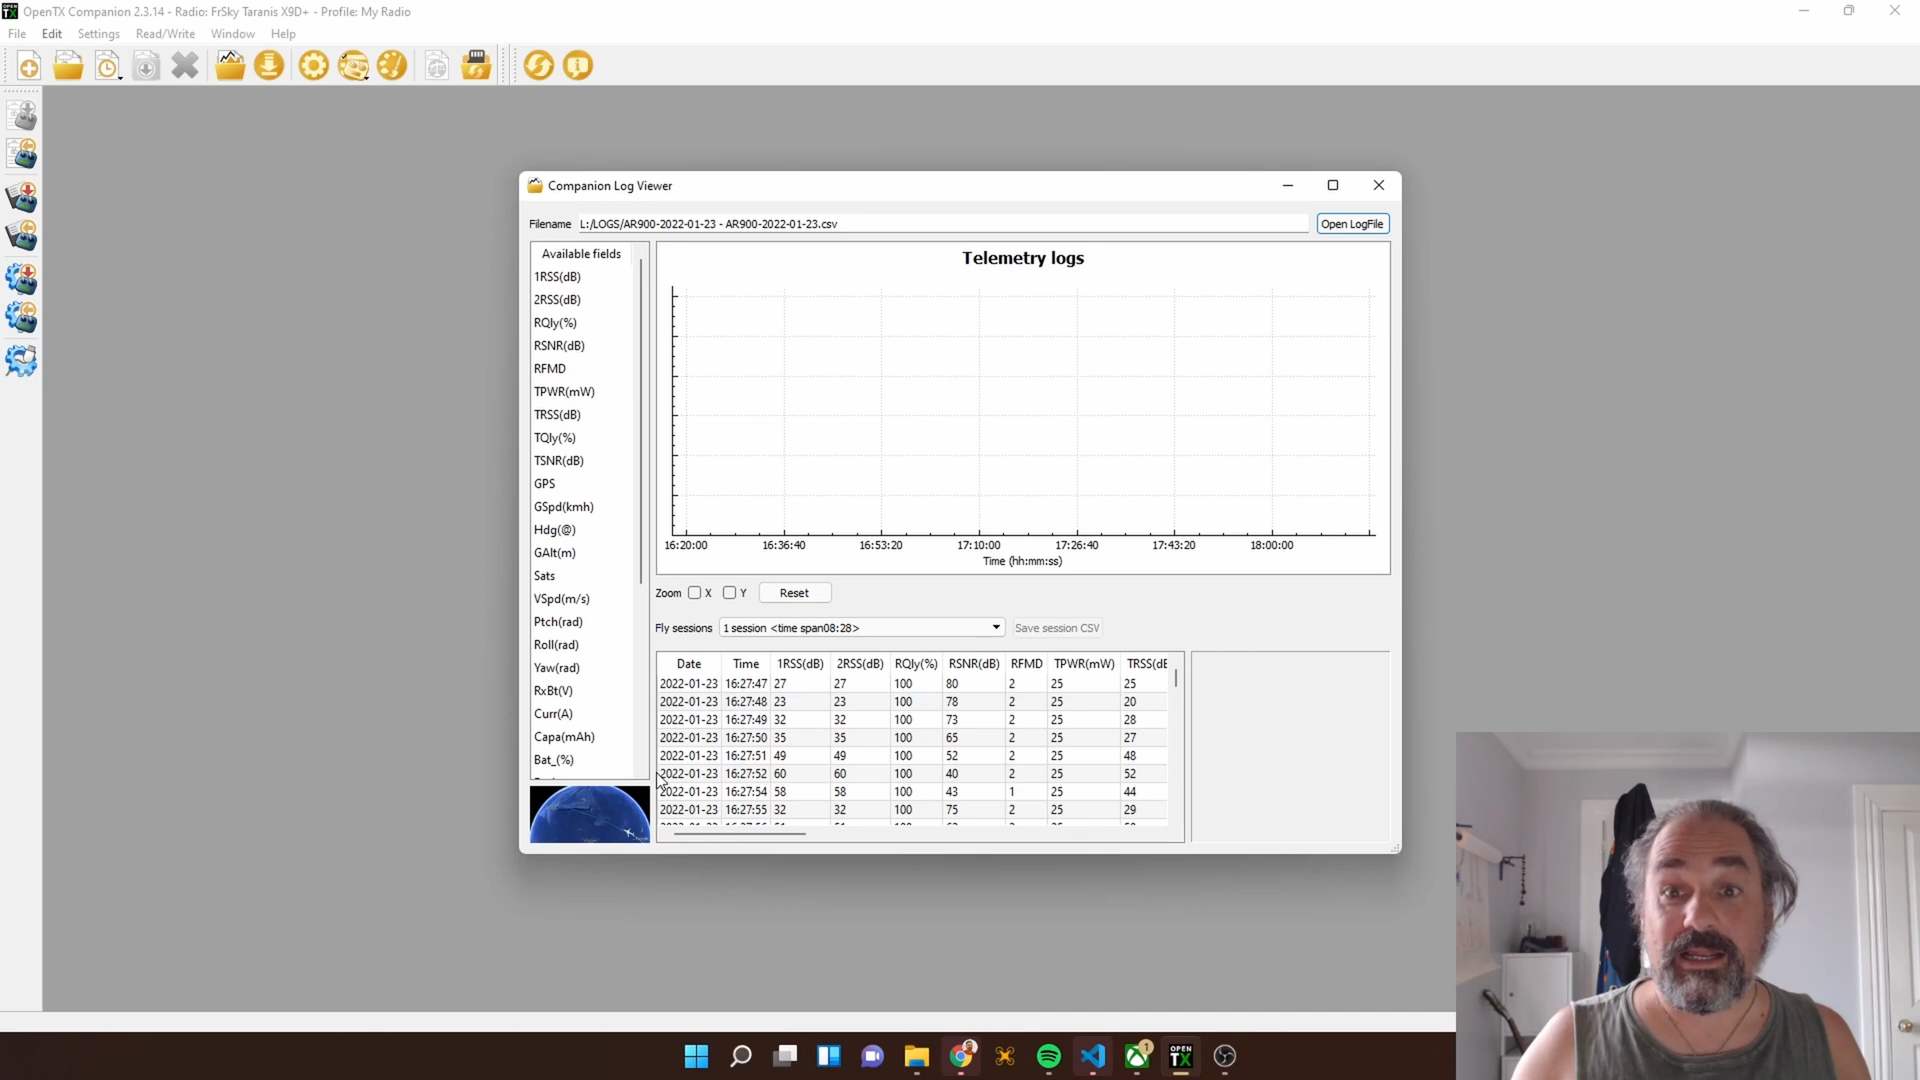 OpenTX Companion 2.3.14 - Radio: FrSky Taranis X9D+ - Profile: My Radio
File Edit Settings Read/Write Window Help
Companion Log Viewer
Filename L:/LOGS/AR900-2022-01-23 - AR900-2022-01-23.csv Open LogFile
Available fields
1RSS(dB)
2RSS(dB)
RQly(%)
RSNR(dB)
RFMD
TPWR(mW)
TRSS(dB)
TQly(%)
TSNR(dB)
GPS
GSpd(kmh)
Hdg(@)
GAlt(m)
Sats
VSpd(m/s)
Ptch(rad)
Roll(rad)
Yaw(rad)
RxBt(V)
Curr(A)
Capa(mAh)
Bat_(%)
Telemetry logs
16:20:00 16:36:40 16:53:20 17:10:00 17:26:40 17:43:20 18:00:00
Time (hh:mm:ss)
Zoom X Y Reset
Fly sessions 1 session <time span08:28> Save session CSV
Date Time 1RSS(dB) 2RSS(dB) RQly(%) RSNR(dB) RFMD TPWR(mW) TRSS(dB
2022-01-23 16:27:47 27 27 100 80 2 25 25
2022-01-23 16:27:48 23 23 100 78 2 25 20
2022-01-23 16:27:49 32 32 100 73 2 25 28
2022-01-23 16:27:50 35 35 100 65 2 25 27
2022-01-23 16:27:51 49 49 100 52 2 25 48
2022-01-23 16:27:52 60 60 100 40 2 25 52
2022-01-23 16:27:54 58 58 100 43 1 25 44
2022-01-23 16:27:55 32 32 100 75 2 25 29
1
OPEN
TX